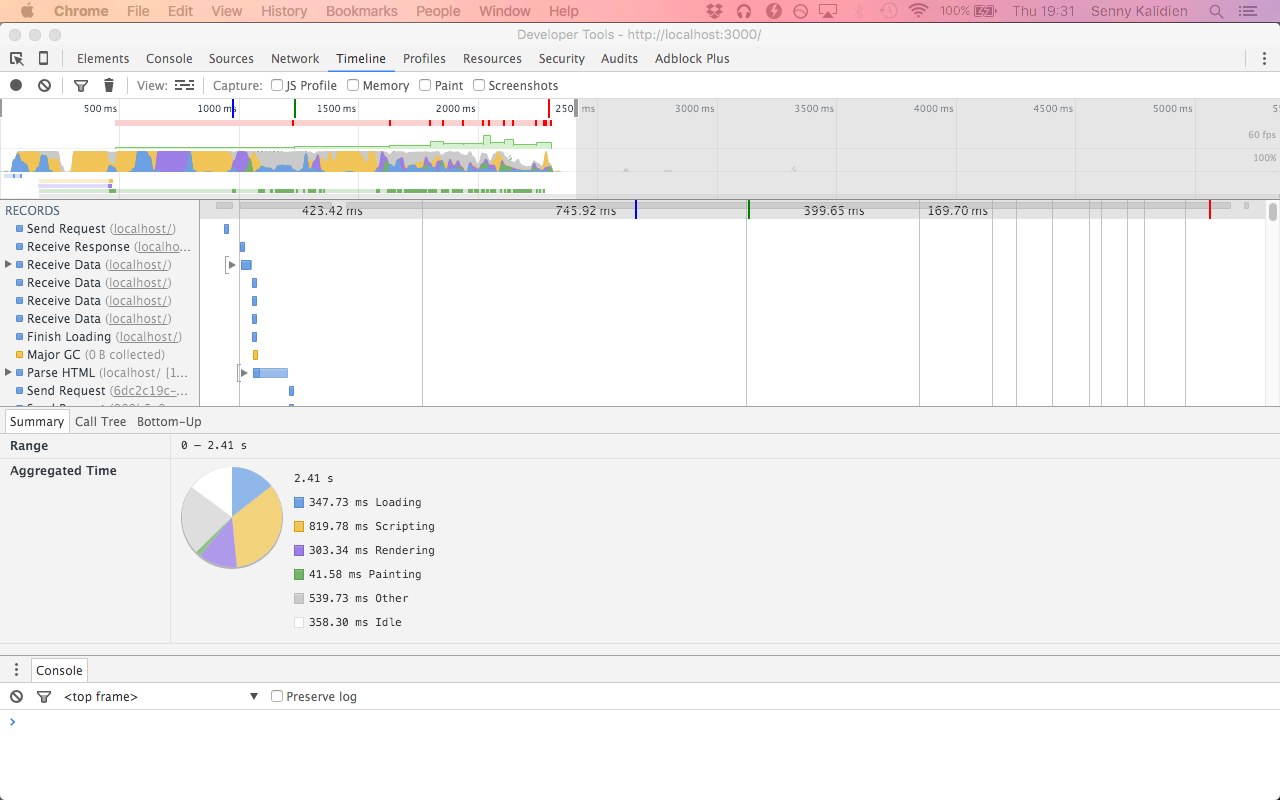 Chrome File Edit View History Bookmarks People Window Help 100% Thu 19:31 Senny Kalidien
Developer Tools - http://localhost:3000/
Elements Console Sources Network Timeline Profiles Resources Security Audits Adblock Plus
View: Capture: JS Profile Memory Paint Screenshots
500 ms 1000 ms 1500 ms 2000 ms 250 ms 3000 ms 3500 ms 4000 ms 4500 ms 5000 ms 55
60 fps
100%
RECORDS 423.42 ms 745.92 ms 399.65 ms 169.70 ms
Send Request (localhost/)
Receive Response (localho...
Receive Data (localhost/)
Receive Data (localhost/)
Receive Data (localhost/)
Receive Data (localhost/)
Finish Loading (localhost/)
Major GC (0 B collected)
Parse HTML (localhost/ [1...
Send Request (6dc2c19c-...
Summary Call Tree Bottom-Up
Range 0 – 2.41 s
Aggregated Time
2.41 s
347.73 ms Loading
819.78 ms Scripting
303.34 ms Rendering
41.58 ms Painting
539.73 ms Other
358.30 ms Idle
Console
<top frame> ▼ Preserve log
>